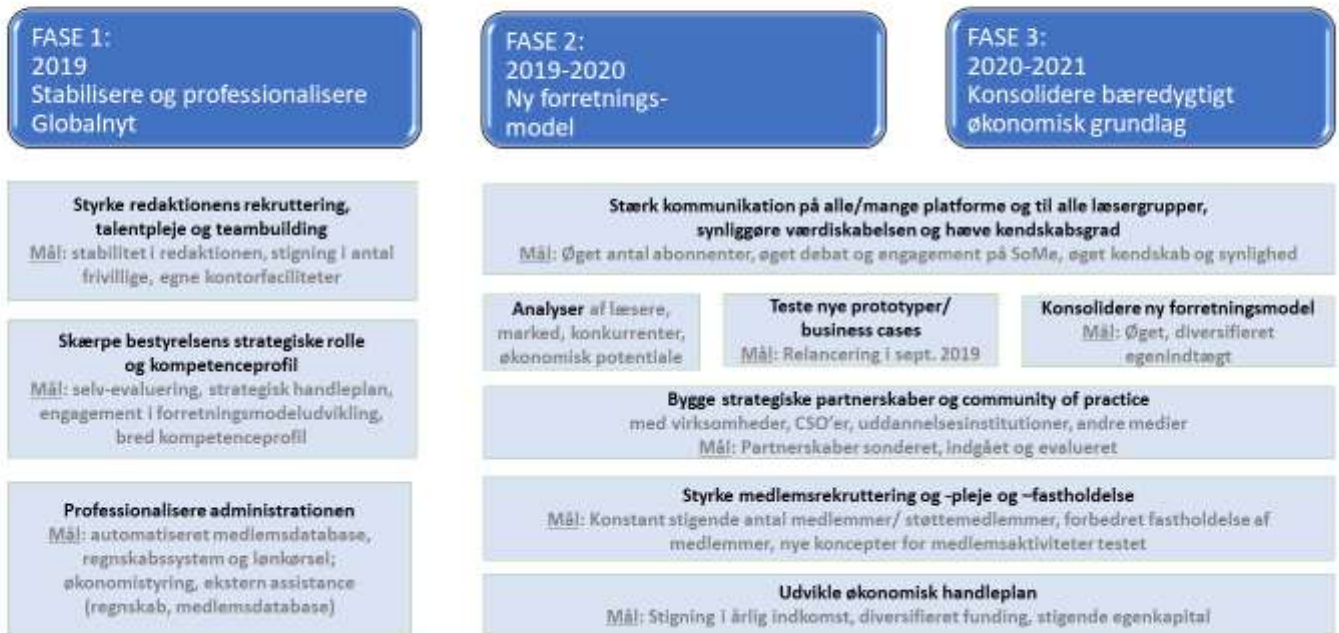 FASE 1:
2019
Stabilisere og professionalisere
Globalnyt
FASE 2:
2019-2020
Ny forretnings-
model
FASE 3:
2020-2021
Konsolidere bæredygtigt
økonomisk grundlag
Styrke redaktionens rekruttering,
talentpleje og teambuilding
Mål: stabilitet i redaktionen, stigning i antal
frivillige, egne kontorfaciliteter
Skærpe bestyrelsens strategiske rolle
og kompetenceprofil
Mål: selv-evaluering, strategisk handleplan,
engagement i forretningsmodeludvikling,
bred kompetenceprofil
Professionalisere administrationen
Mål: automatiseret medlemsdatabase,
regnskabssystem og lønkørsel;
økonomistyring, ekstern assistance
(regnskab, medlemsdatabase)
Stærk kommunikation på alle/mange platforme og til alle læsergrupper,
synliggøre værdiskabelsen og hæve kendskabsgrad
Mål: Øget antal abonnenter, øget debat og engagement på SoMe, øget kendskab og synlighed
Analyser af læsere,
marked, konkurrenter,
økonomisk potentiale
Teste nye prototyper/
business cases
Mål: Relancering i sept. 2019
Konsolidere ny forretningsmodel
Mål: Øget, diversifieret
egenindtægt
Bygge strategiske partnerskaber og community of practice
med virksomheder, CSO'er, uddannelsesinstitutioner, andre medier
Mål: Partnerskaber sonderet, indgået og evalueret
Styrke medlemsrekruttering og -pleje og –fastholdelse
Mål: Konstant stigende antal medlemmer/ støttemedlemmer, forbedret fastholdelse af
medlemmer, nye koncepter for medlemsaktiviteter testet
Udvikle økonomisk handleplan
Mål: Stigning i årlig indkomst, diversifieret funding, stigende egenkapital